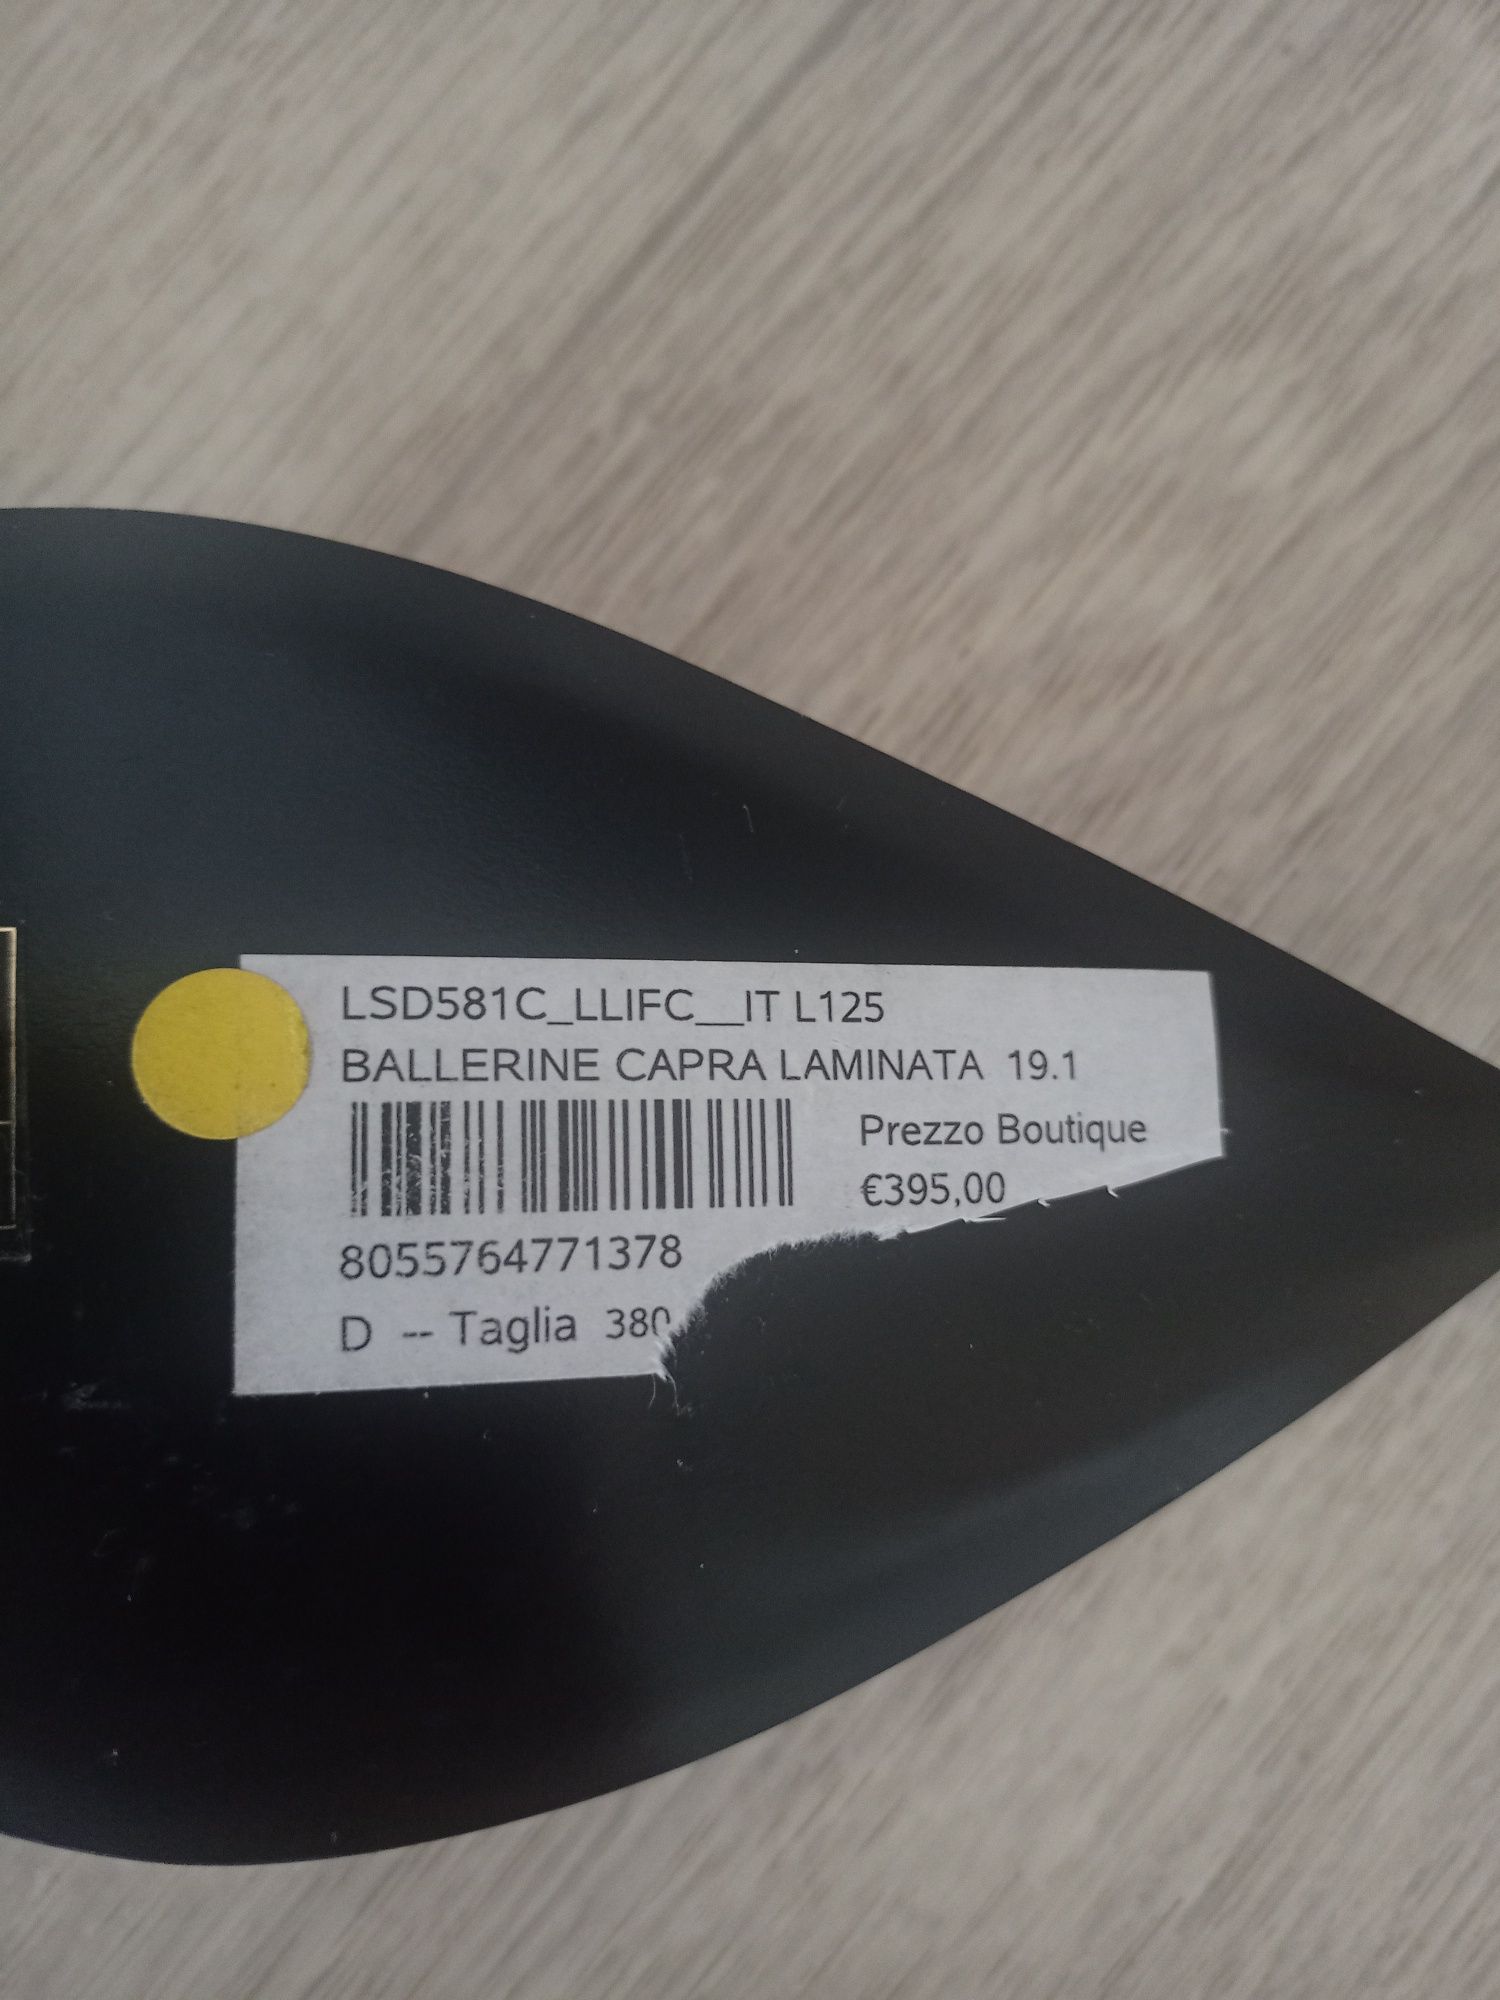 LSD581C_LLIFC__IT L125
BALLERINE CAPRA LAMINATA 19.1
Prezzo Boutique
€395,00
8055764771378
D -- Taglia 380